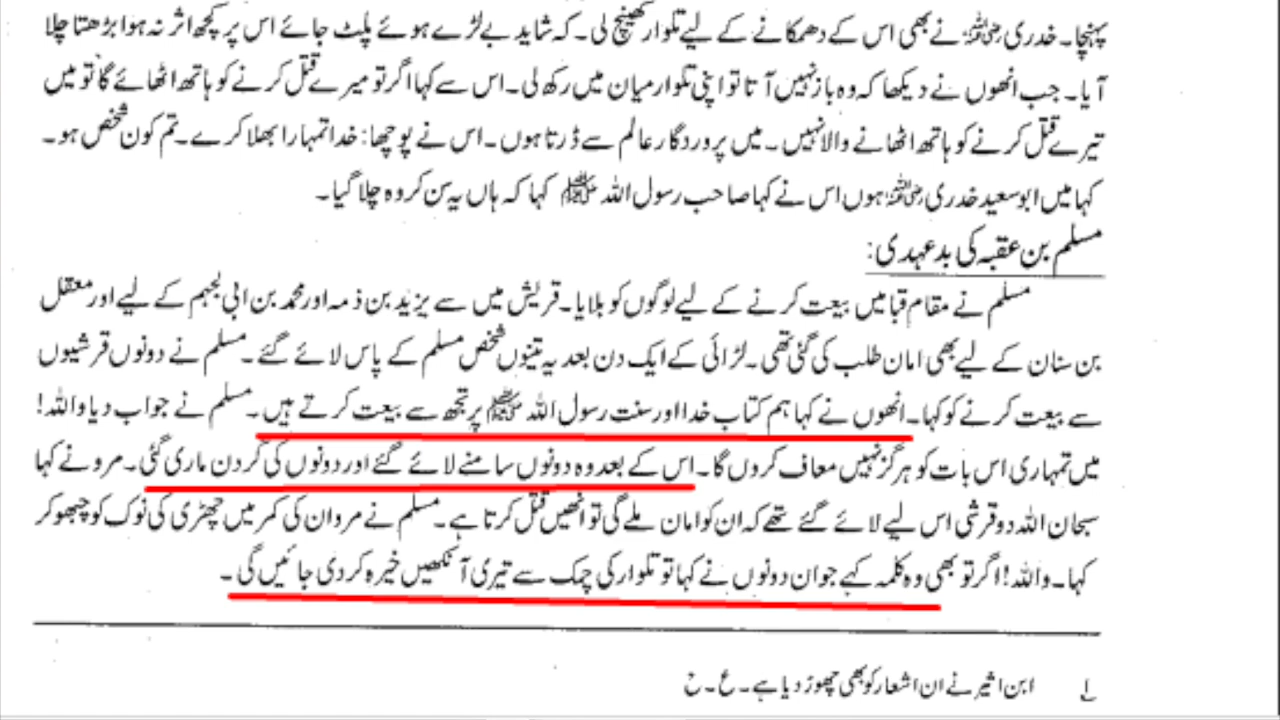 پہنچا۔ خدری رضی اللہ عنہ نے بھی اس کے دھمکانے کے لیے تلوار کھینچ لی۔ کہ شاید بے لڑے ہوئے پلٹ جائے اس پر کچھ اثر نہ ہوا بڑھتا چلا
آیا۔ جب انھوں نے دیکھا کہ وہ باز نہیں آتا تو اپنی تلوار میان میں رکھ لی۔ اس سے کہا اگر تو میرے قتل کرنے کو ہاتھ اٹھائے گا تو میں
تیرے قتل کرنے کو ہاتھ اٹھانے والا نہیں۔ میں پروردگار عالم سے ڈرتا ہوں۔ اس نے پوچھا: خدا تمہارا بھلا کرے۔ تم کون شخص ہو۔
کہا میں ابو سعید خدری رضی اللہ عنہ ہوں اس نے کہا صاحب رسول اللہ ﷺ کہا کہ ہاں یہ سن کر وہ چلا گیا۔
مسلم بن عقبہ کی بدعہدی:
مسلم نے مقام قبا میں بیعت کرنے کے لیے لوگوں کو بلایا۔ قریش میں سے یزید بن ذمہ اور محمد بن ابی لجہم کے لیے اور معقل
بن سنان کے لیے بھی امان طلب کی گئی تھی۔ لڑائی کے ایک دن بعد یہ تینوں شخص مسلم کے پاس لائے گئے۔ مسلم نے دونوں قرشیوں
سے بیعت کرنے کو کہا۔ انھوں نے کہا ہم کتاب خدا اور سنت رسول اللہ ﷺ پر تجھ سے بیعت کرتے ہیں۔ مسلم نے جواب دیا واللہ!
میں تمہاری اس بات کو ہرگز نہیں معاف کروں گا۔ اس کے بعد وہ دونوں سامنے لائے گئے اور دونوں کی گردن ماری گئی۔ مرو نے کہا
سبحان اللہ دو قرشی اس لیے لائے گئے تھے کہ ان کو امان ملے گی تو انھیں قتل کرتا ہے۔ مسلم نے مروان کی کمر میں چھڑی کی نوک کو چبھو کر
کہا۔ واللہ! اگر تو بھی وہ کلمہ کہے جو ان دونوں نے کہا تو تلوار کی چمک سے تیری آنکھیں خیرہ کر دی جائیں گی۔
لے ابن اثیر نے ان اشعار کو بھی چھوڑ دیا ہے۔ ع۔ ح